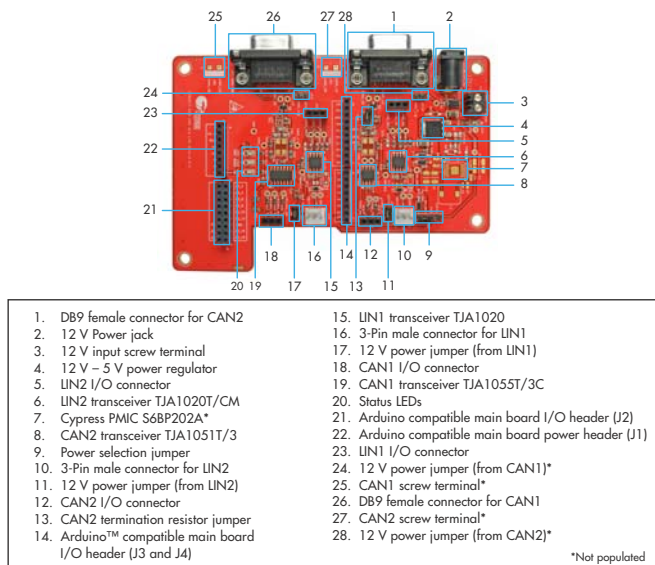 25 26 27 28 1 2
24
23
22
21
3
4
5
6
7
8
20 19 18 17 16 15 14 13 12 11 10 9
1. DB9 female connector for CAN2
2. 12 V Power jack
3. 12 V input screw terminal
4. 12 V – 5 V power regulator
5. LIN2 I/O connector
6. LIN2 transceiver TJA1020T/CM
7. Cypress PMIC S6BP202A*
8. CAN2 transceiver TJA1051T/3
9. Power selection jumper
10. 3-Pin male connector for LIN2
11. 12 V power jumper (from LIN2)
12. CAN2 I/O connector
13. CAN2 termination resistor jumper
14. Arduino™ compatible main board
I/O header (J3 and J4)
15. LIN1 transceiver TJA1020
16. 3-Pin male connector for LIN1
17. 12 V power jumper (from LIN1)
18. CAN1 I/O connector
19. CAN1 transceiver TJA1055T/3C
20. Status LEDs
21. Arduino compatible main board I/O header (J2)
22. Arduino compatible main board power header (J1)
23. LIN1 I/O connector
24. 12 V power jumper (from CAN1)*
25. CAN1 screw terminal*
26. DB9 female connector for CAN1
27. CAN2 screw terminal*
28. 12 V power jumper (from CAN2)*
*Not populated